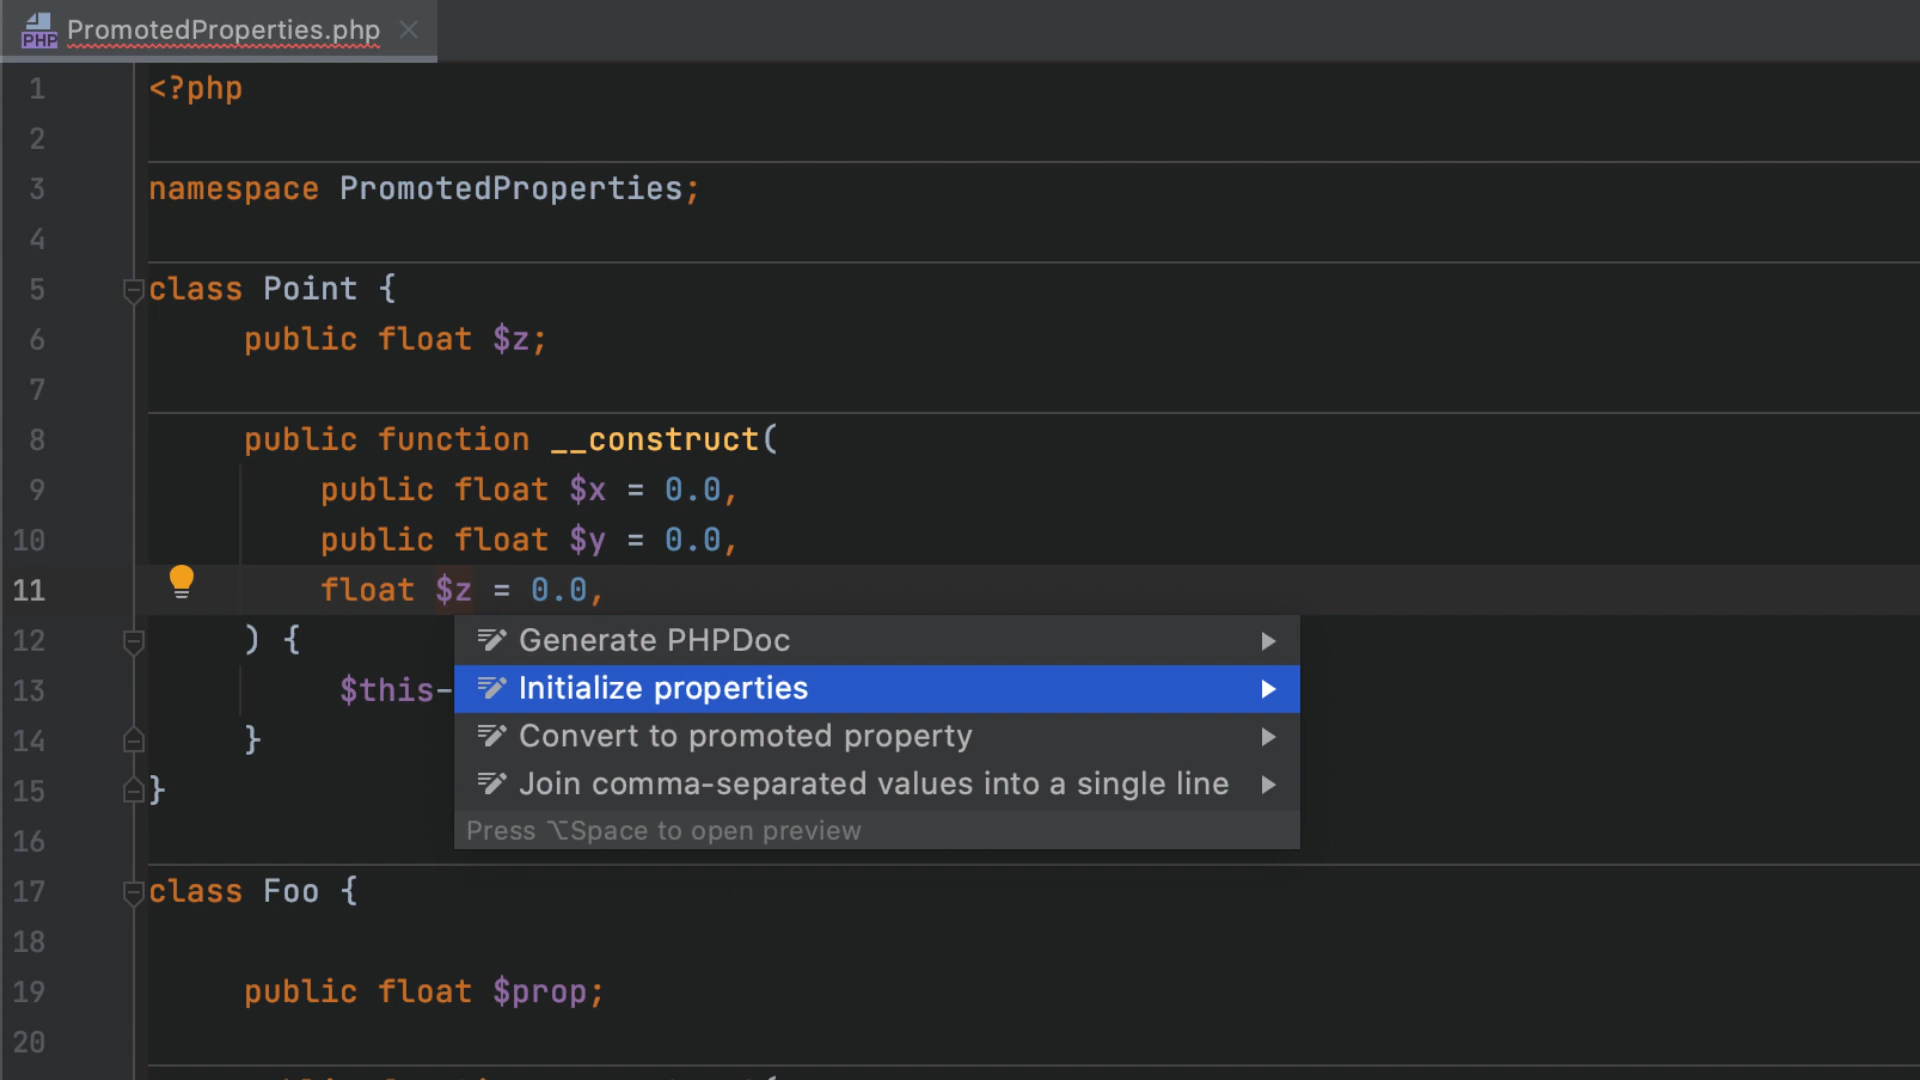 PHP PromotedProperties.php
1 <?php
2
3 namespace PromotedProperties;
4
5 class Point {
6 public float $z;
7
8 public function __construct(
9 public float $x = 0.0,
10 public float $y = 0.0,
11 float $z = 0.0,
12 ) {
Generate PHPDoc
13 $this-
Initialize properties
14 }
Convert to promoted property
15 }
Join comma-separated values into a single line
16
Press ⌥Space to open preview
17 class Foo {
18
19 public float $prop;
20